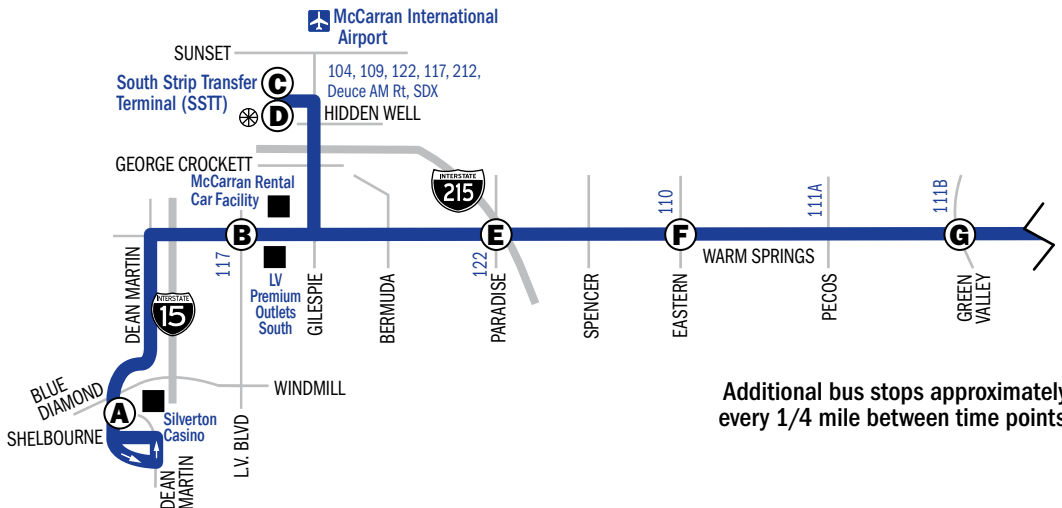 McCarran International
Airport
SUNSET
South Strip Transfer
Terminal (SSTT)
C
D
104, 109, 122, 117, 212,
Deuce AM Rt, SDX
HIDDEN WELL
GEORGE CROCKETT
McCarran Rental
Car Facility
INTERSTATE
215
110
111A
111B
B
E
F
G
117
122
WARM SPRINGS
DEAN MARTIN
INTERSTATE
15
LV
Premium
Outlets
South
GILESPIE
BERMUDA
PARADISE
SPENCER
EASTERN
PECOS
GREEN
VALLEY
BLUE
DIAMOND
WINDMILL
A
Silverton
Casino
SHELBOURNE
L.V. BLVD
DEAN
MARTIN
Additional bus stops approximately
every 1/4 mile between time points